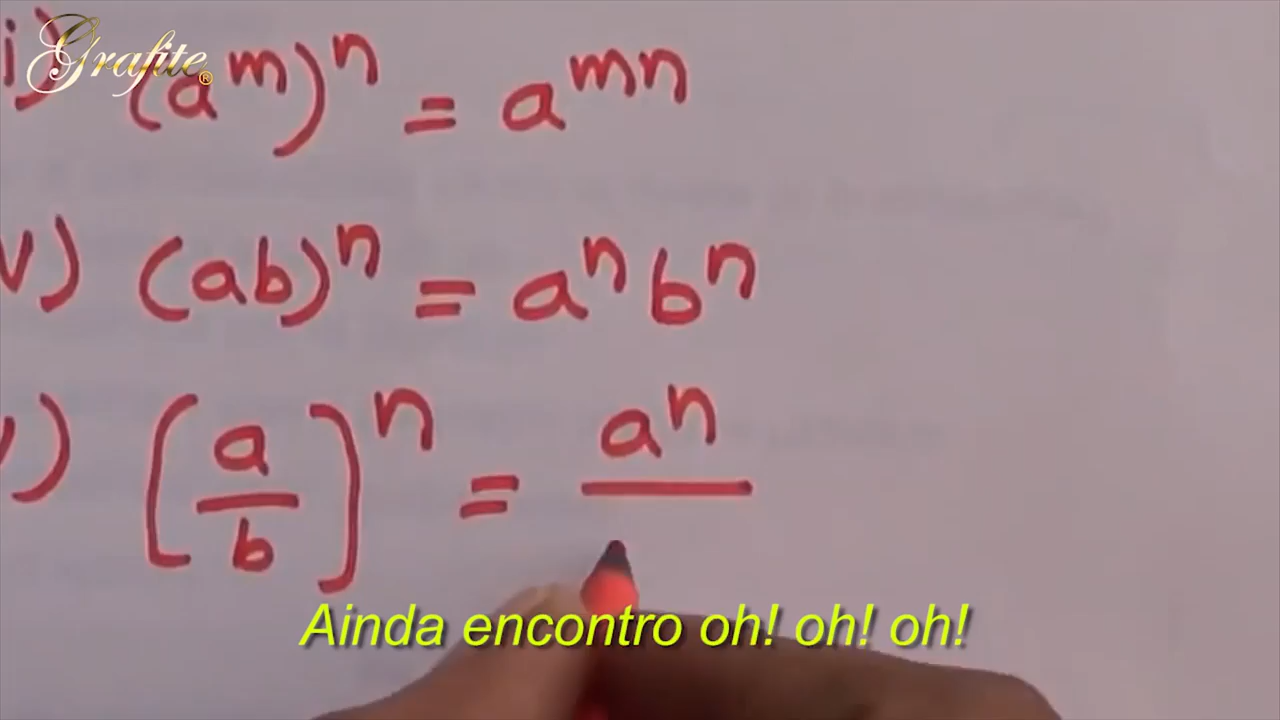 Grafite®
i) (a^m)^n = a^{mn}
v) (ab)^n = a^n b^n
) [a/b]^n = a^n
Ainda encontro oh! oh! oh!